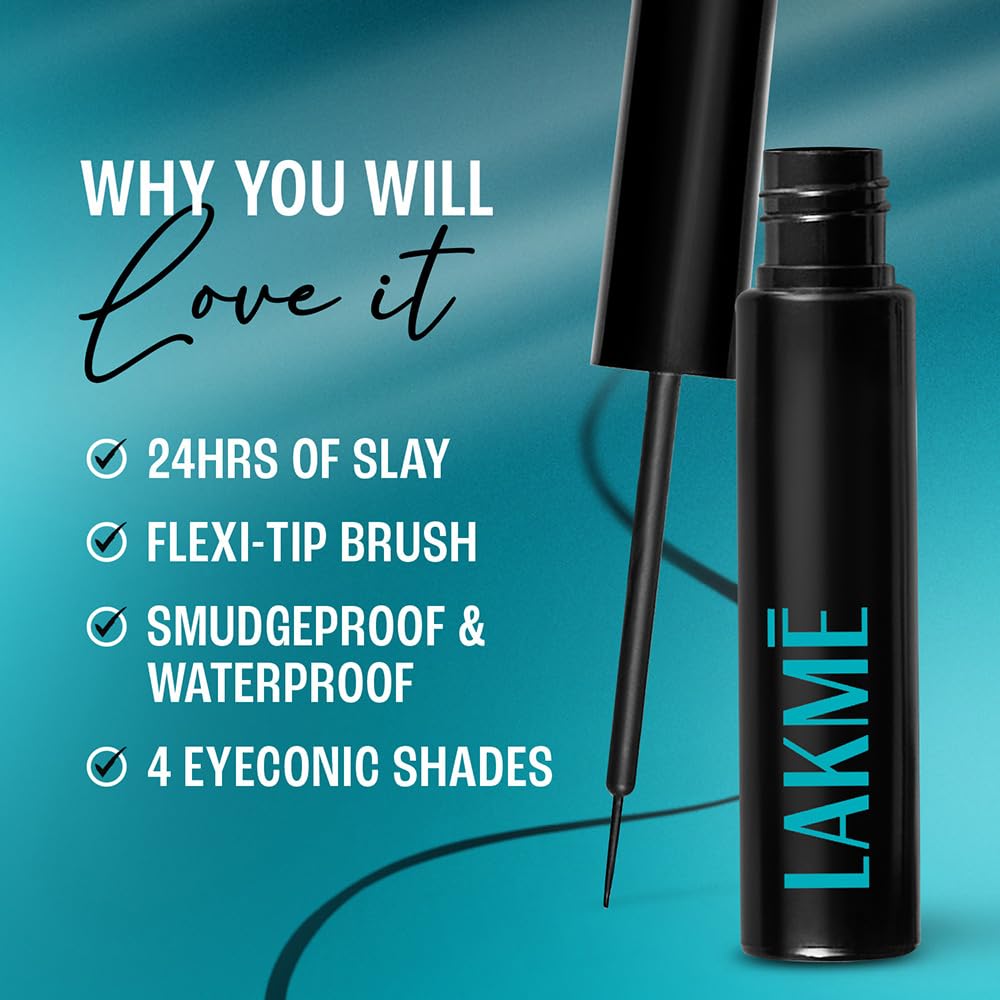 WHY YOU WILL
Love it
24HRS OF SLAY
FLEXI-TIP BRUSH
SMUDGEPROOF &
WATERPROOF
4 EYECONIC SHADES
LAKMĒ